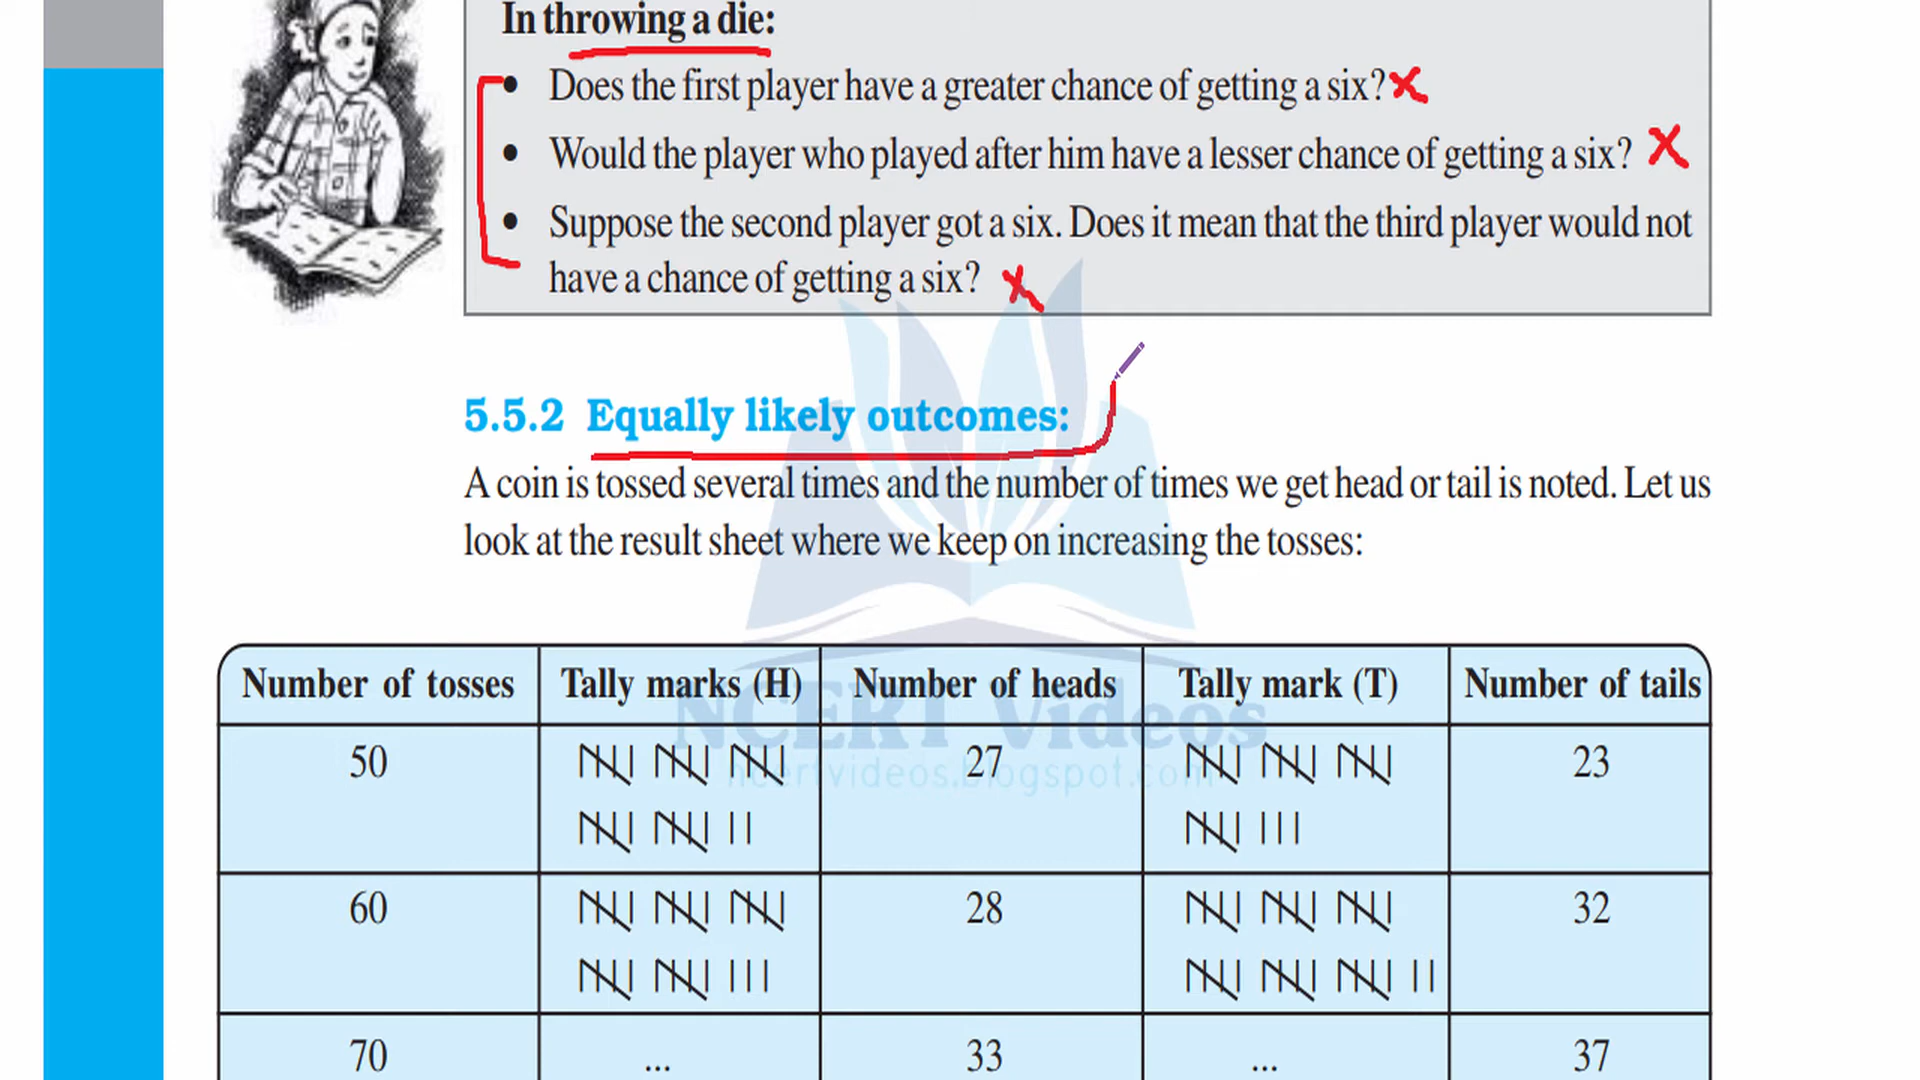 In throwing a die:
• Does the first player have a greater chance of getting a six?
• Would the player who played after him have a lesser chance of getting a six?
• Suppose the second player got a six. Does it mean that the third player would not
have a chance of getting a six?
5.5.2 Equally likely outcomes:
A coin is tossed several times and the number of times we get head or tail is noted. Let us
look at the result sheet where we keep on increasing the tosses:
Number of tosses Tally marks (H) Number of heads Tally mark (T) Number of tails
NCERT Videos
ncertvideos.blogspot.com
50 27 23
60 28 32
70 ... 33 ... 37